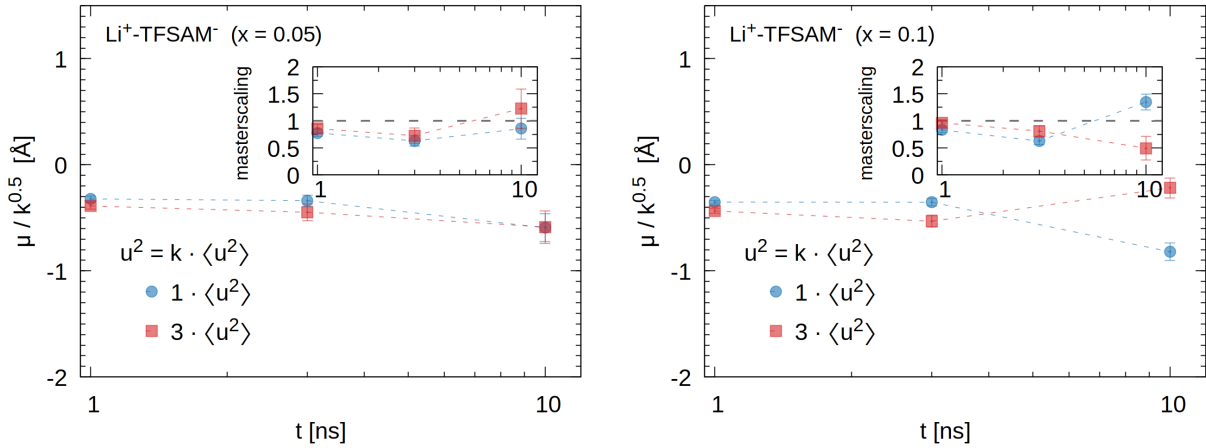 Li⁺-TFSAM⁻ (x = 0.05)
masterscaling
2
1.5
1
0.5
0
1
10
μ / k^0.5 [Å]
1
0
-1
-2
u² = k · ⟨u²⟩
1 · ⟨u²⟩
3 · ⟨u²⟩
1
10
t [ns]
Li⁺-TFSAM⁻ (x = 0.1)
masterscaling
2
1.5
1
0.5
0
1
10
μ / k^0.5 [Å]
1
0
-1
-2
u² = k · ⟨u²⟩
1 · ⟨u²⟩
3 · ⟨u²⟩
1
10
t [ns]